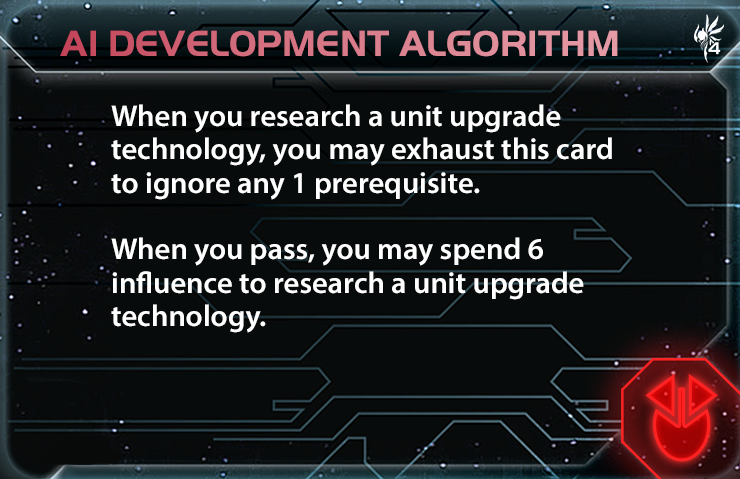 AI DEVELOPMENT ALGORITHM
4
When you research a unit upgrade
technology, you may exhaust this card
to ignore any 1 prerequisite.
When you pass, you may spend 6
influence to research a unit upgrade
technology.